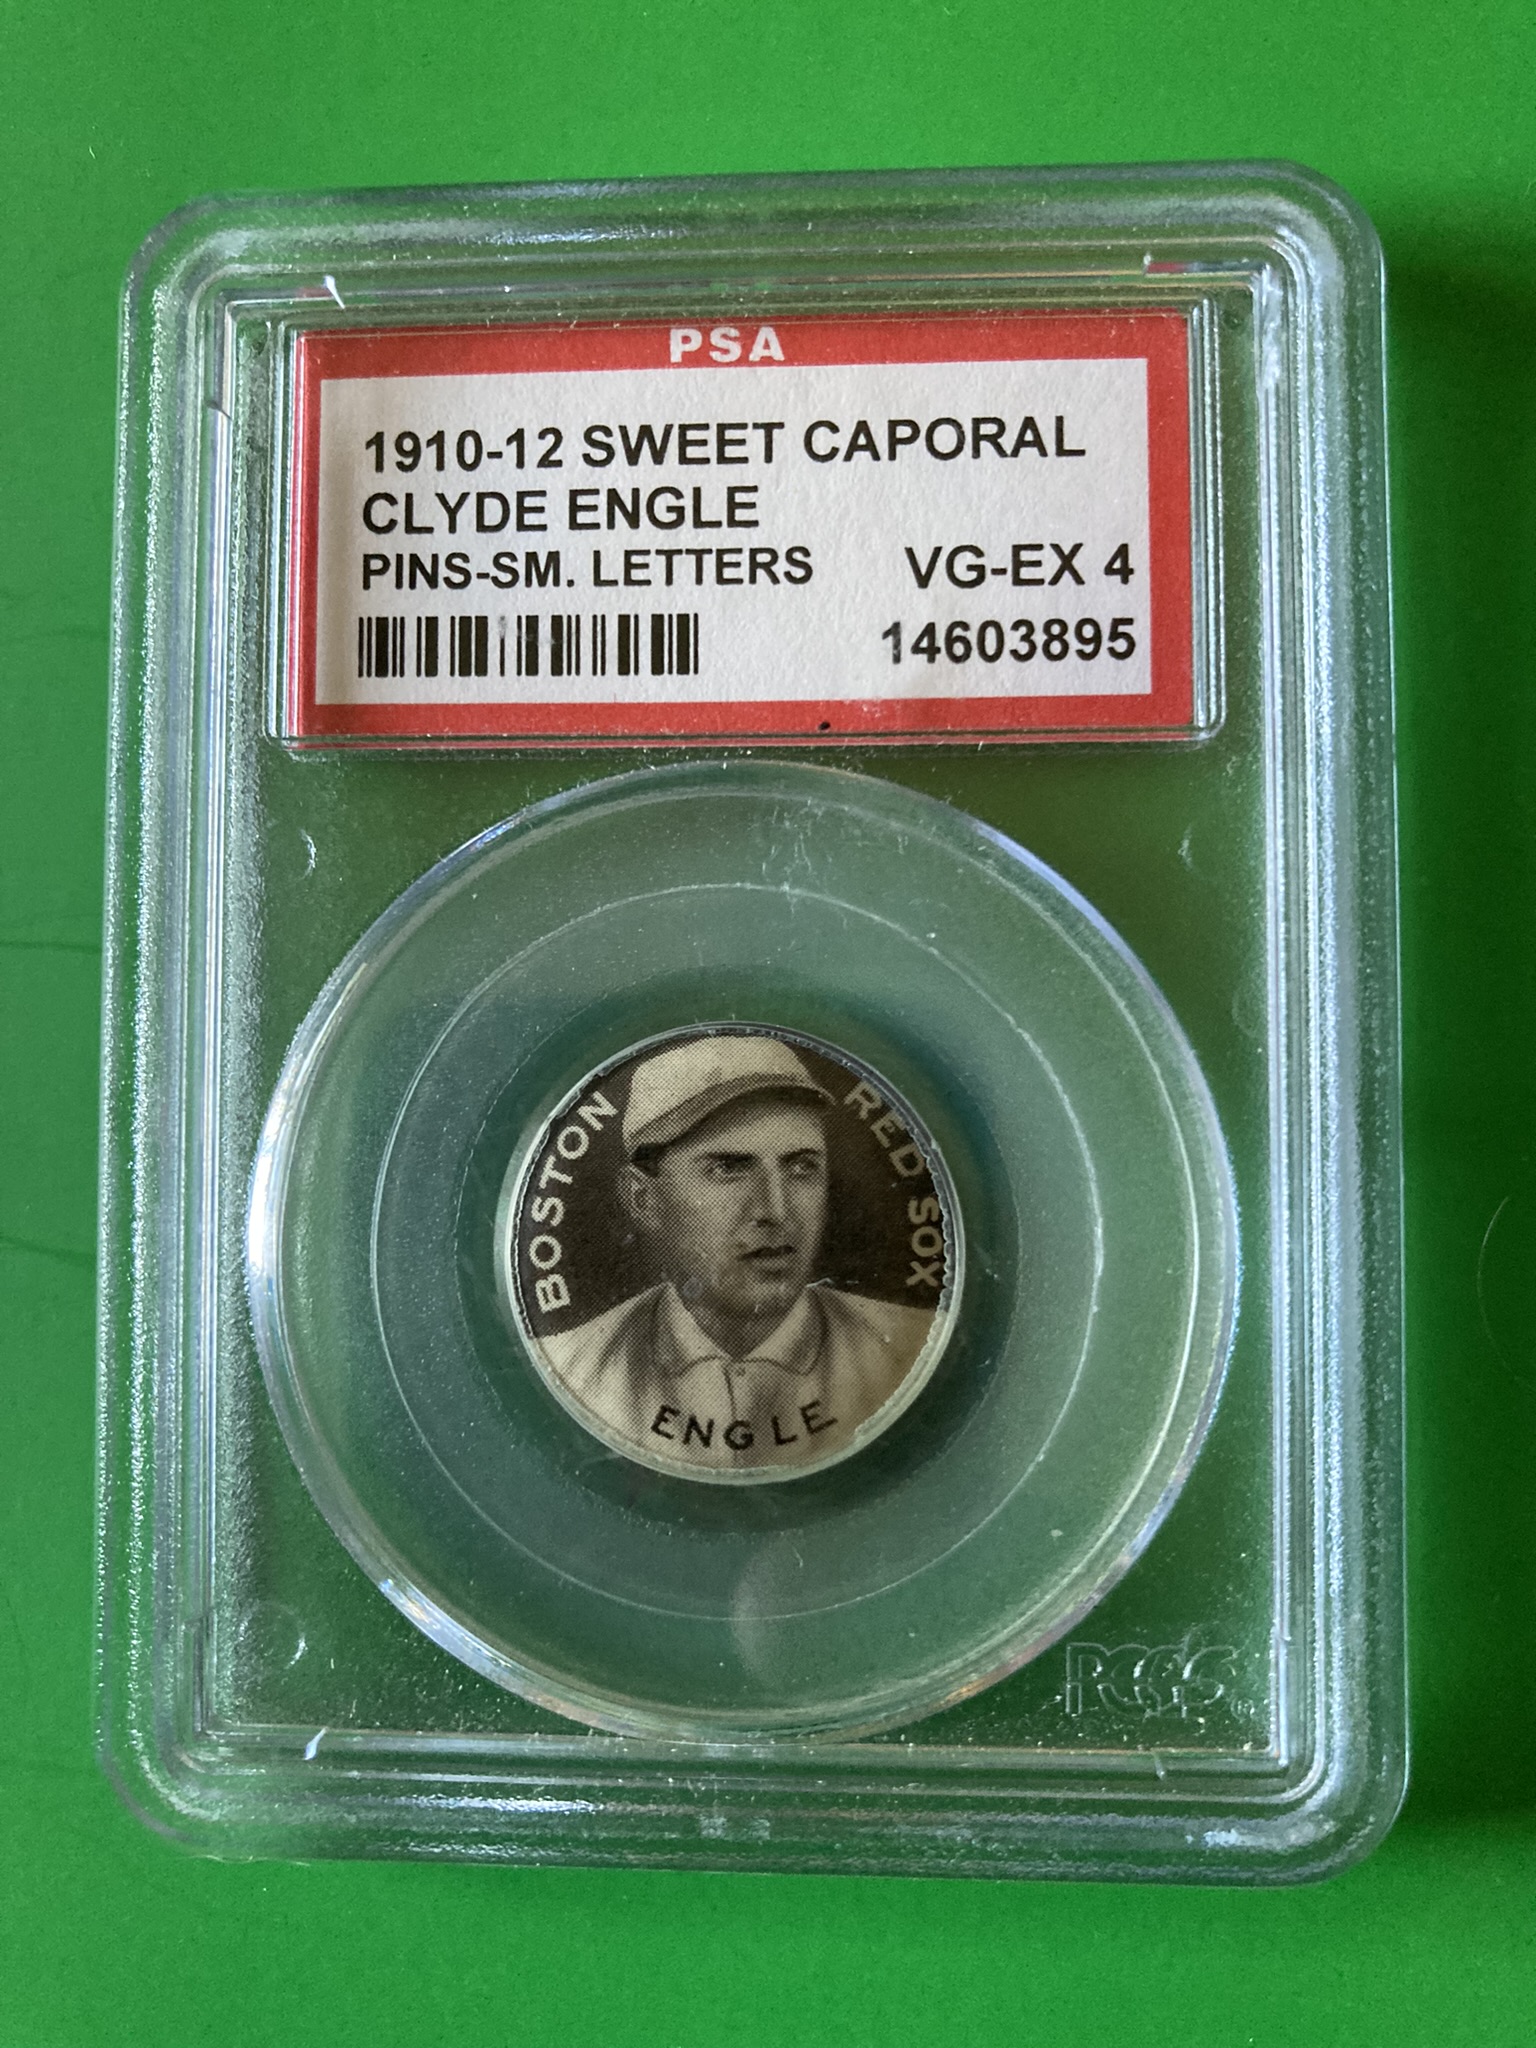 PSA
1910-12 SWEET CAPORAL
CLYDE ENGLE
PINS-SM. LETTERS VG-EX 4
14603895
BOSTON RED SOX
ENGLE
PCGS